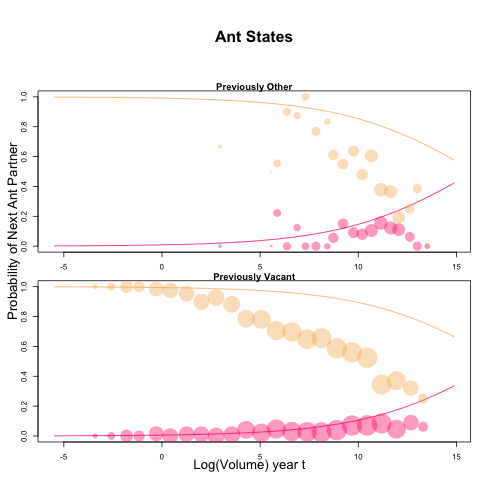 Ant States
Previously Other
0.0 0.2 0.4 0.6 0.8 1.0
-5 0 5 10 15
Probability of Next Ant Partner
Previously Vacant
0.0 0.2 0.4 0.6 0.8 1.0
-5 0 5 10 15
Log(Volume) year t